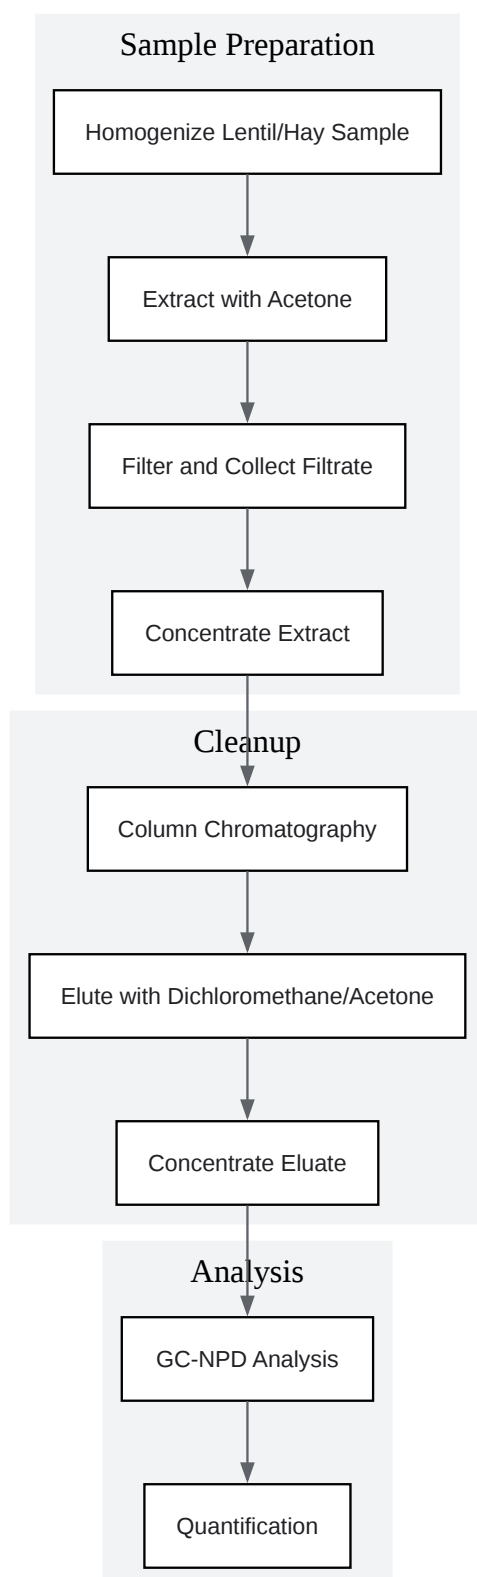 Sample Preparation
Homogenize Lentil/Hay Sample
Extract with Acetone
Filter and Collect Filtrate
Concentrate Extract
Cleanup
Column Chromatography
Elute with Dichloromethane/Acetone
Concentrate Eluate
Analysis
GC-NPD Analysis
Quantification